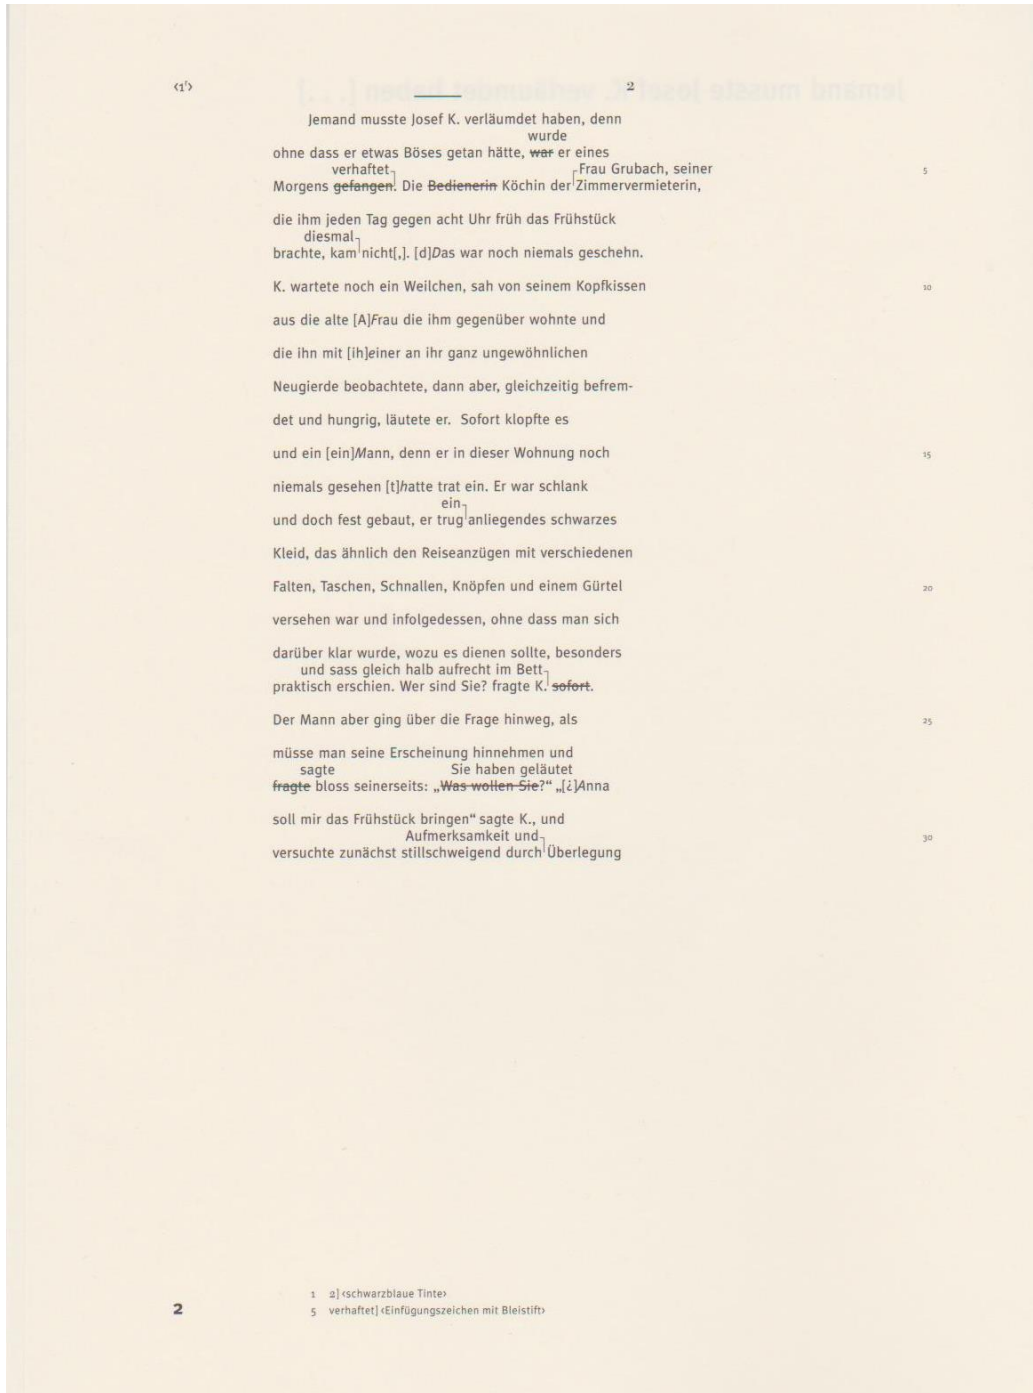 ‹1r›
2
Jemand musste Josef K. verläumdet haben, denn
wurde
ohne dass er etwas Böses getan hätte, war er eines
verhaftet Frau Grubach, seiner 5
Morgens gefangen. Die Bedienerin Köchin der Zimmervermieterin,
die ihm jeden Tag gegen acht Uhr früh das Frühstück
diesmal
brachte, kam nicht[,]. [d]Das war noch niemals geschehn.
K. wartete noch ein Weilchen, sah von seinem Kopfkissen 10
aus die alte [A]Frau die ihm gegenüber wohnte und
die ihn mit [ih]einer an ihr ganz ungewöhnlichen
Neugierde beobachtete, dann aber, gleichzeitig befrem-
det und hungrig, läutete er. Sofort klopfte es
und ein [ein]Mann, denn er in dieser Wohnung noch 15
niemals gesehen [t]hatte trat ein. Er war schlank
ein
und doch fest gebaut, er trug anliegendes schwarzes
Kleid, das ähnlich den Reiseanzügen mit verschiedenen
Falten, Taschen, Schnallen, Knöpfen und einem Gürtel 20
versehen war und infolgedessen, ohne dass man sich
darüber klar wurde, wozu es dienen sollte, besonders
und sass gleich halb aufrecht im Bett
praktisch erschien. Wer sind Sie? fragte K. sofort.
Der Mann aber ging über die Frage hinweg, als 25
müsse man seine Erscheinung hinnehmen und
sagte Sie haben geläutet
fragte bloss seinerseits: „Was wollen Sie?“ „[¿]Anna
soll mir das Frühstück bringen“ sagte K., und
Aufmerksamkeit und 30
versuchte zunächst stillschweigend durch Überlegung
1 2] ‹schwarzblaue Tinte›
5 verhaftet] ‹Einfügungszeichen mit Bleistift›
2